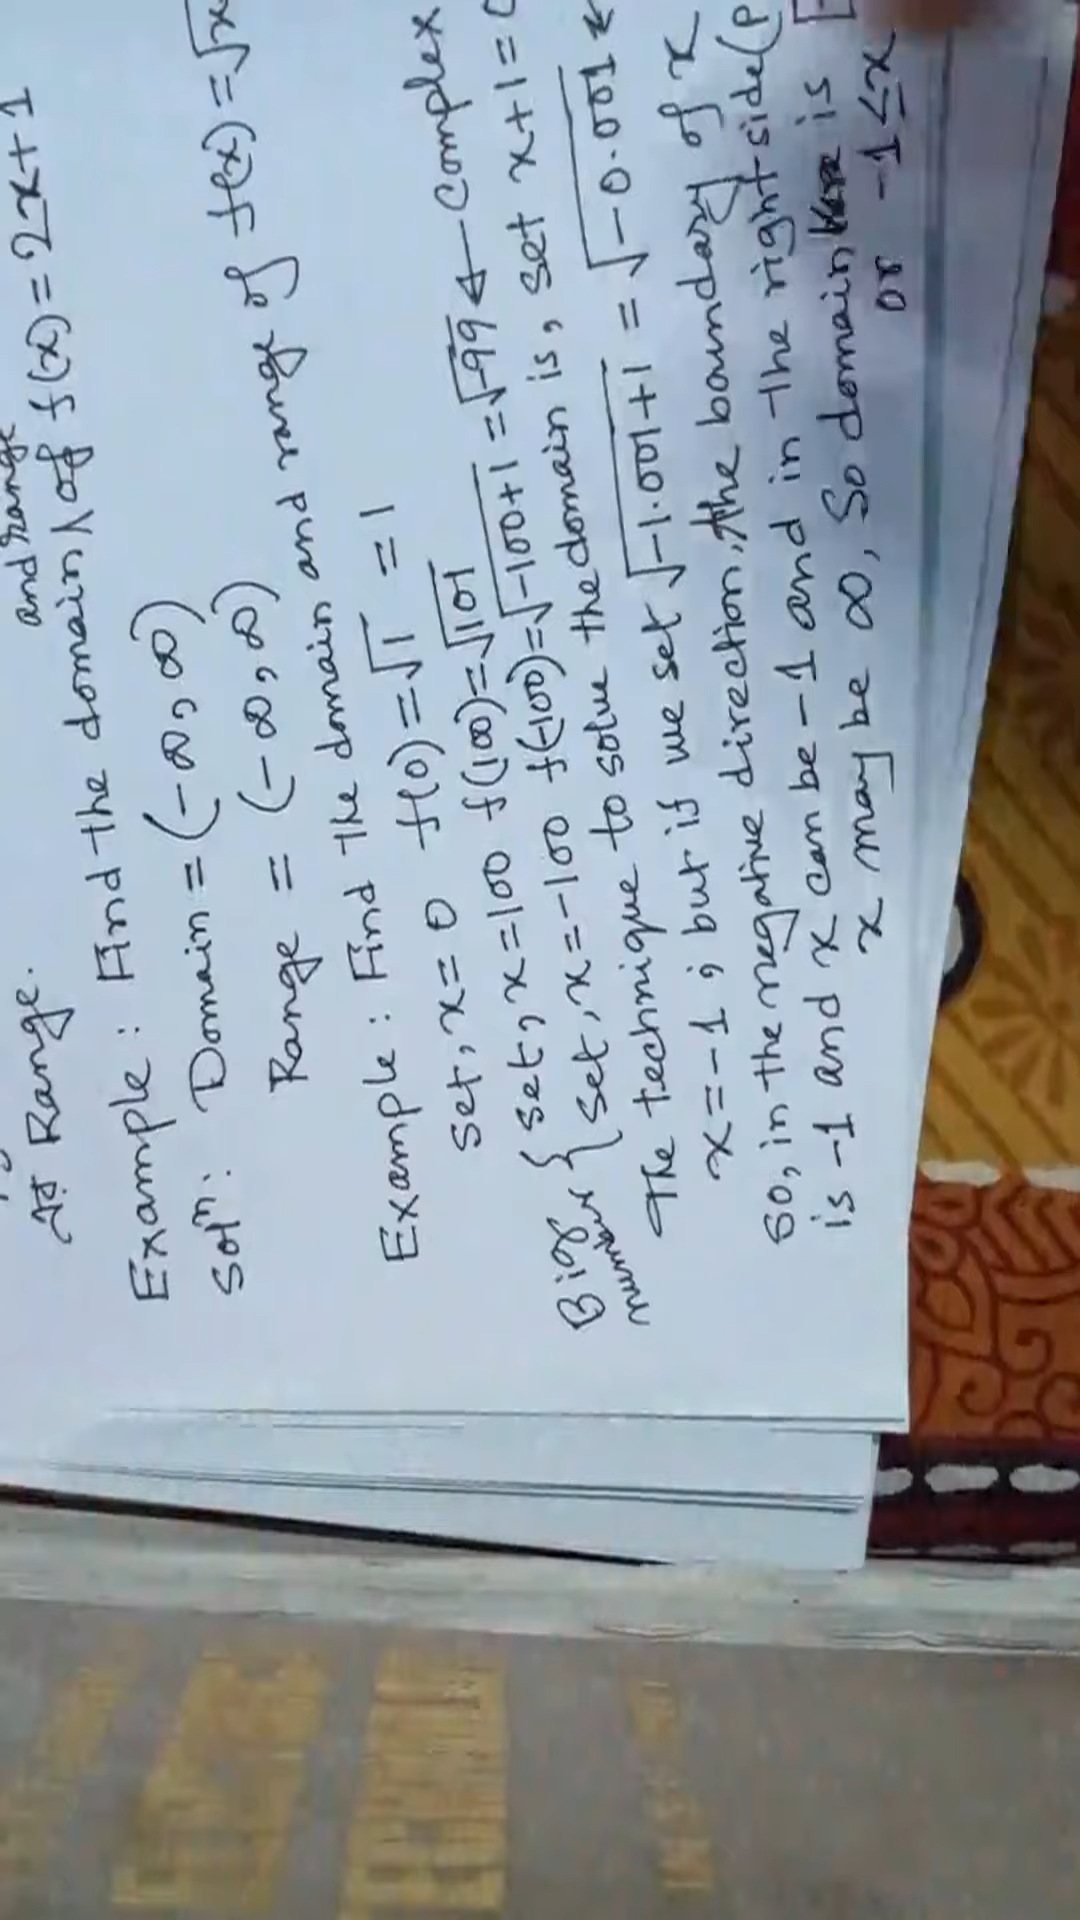 এর Range.
and range
Example : Find the domain ∧ of f(x) = 2x+1
Solⁿ: Domain = (-∞, ∞)
Range = (-∞, ∞)
Example : Find the domain and range of f(x) = √x
set, x = 0 f(0) = √1 = 1
Big number { set, x = 100 f(100) = √101
set, x = -100 f(-100) = √-100+1 = √-99 ← complex
The technique to solve the domain is, set x+1 =
x = -1 ; but if we set √-1.001+1 = √-0.001
So, in the negative direction, the boundary of x
is -1 and x can be -1 and in the right side(
x may be ∞, So domain is [
or -1 ≤ x